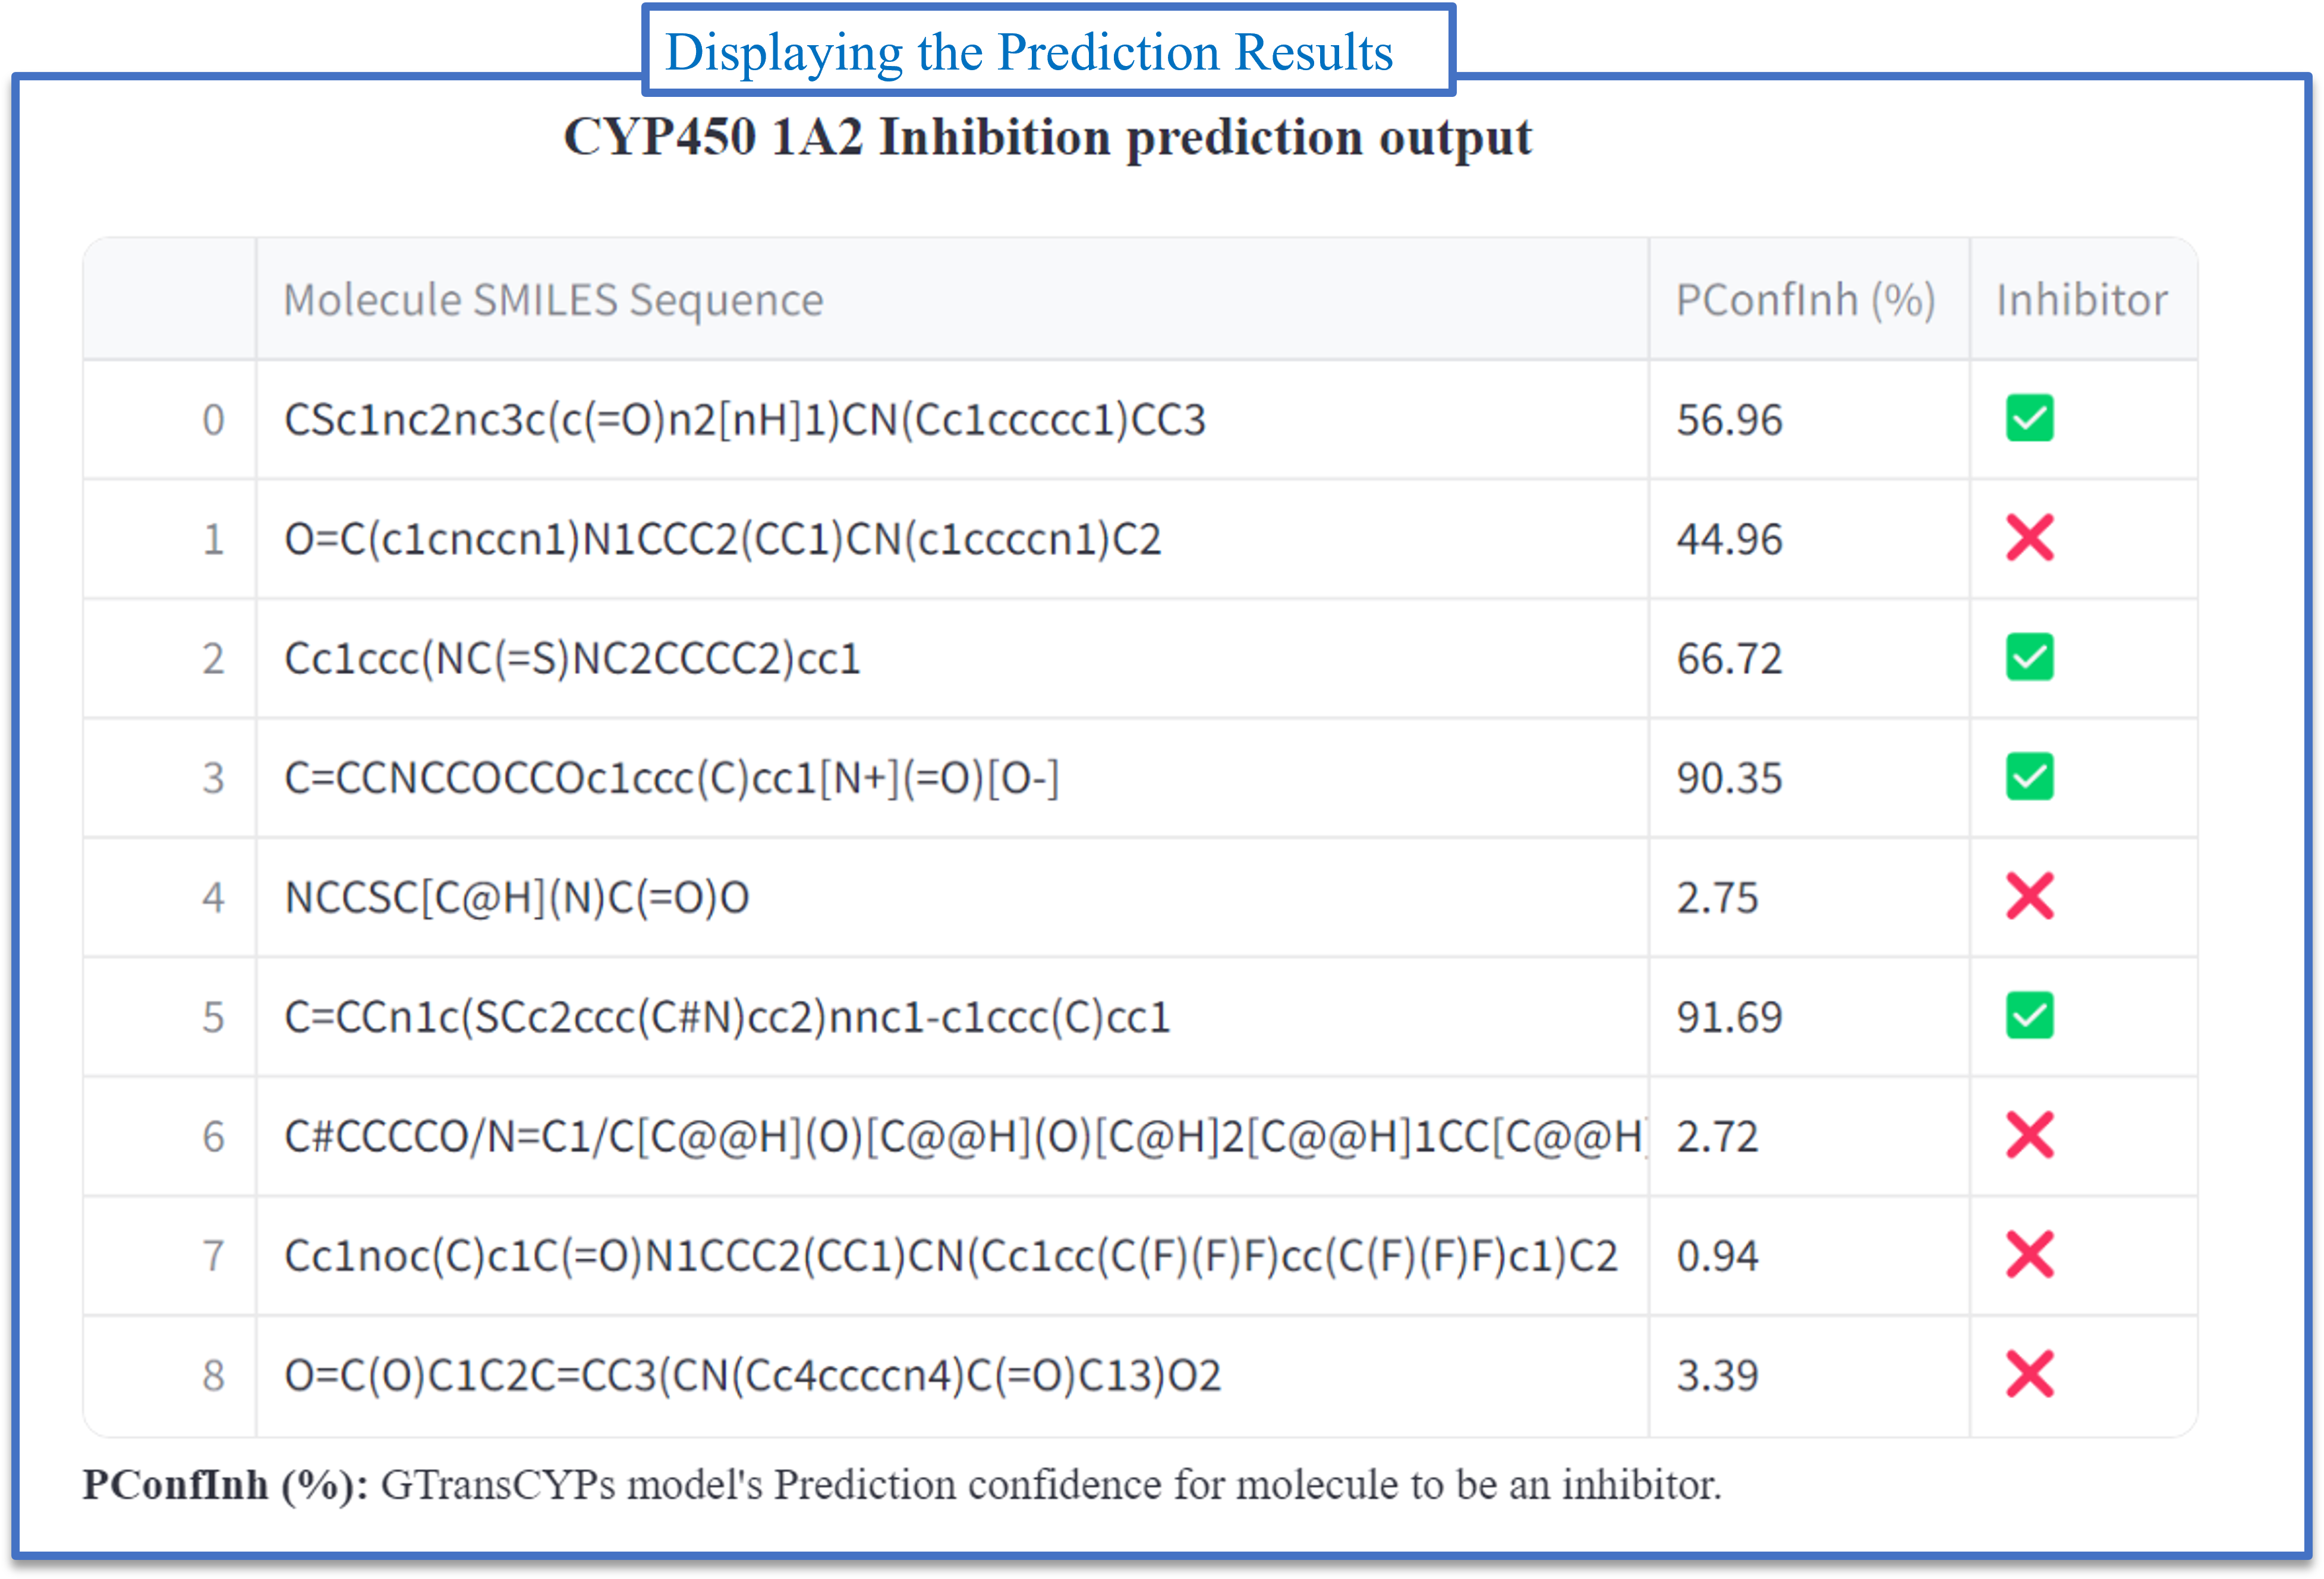 Displaying the Prediction Results
CYP450 1A2 Inhibition prediction output
Molecule SMILES Sequence PConfInh (%) Inhibitor
0 CSc1nc2nc3c(c(=O)n2[nH]1)CN(Cc1ccccc1)CC3 56.96
1 O=C(c1cnccn1)N1CCC2(CC1)CN(c1ccccn1)C2 44.96
2 Cc1ccc(NC(=S)NC2CCCC2)cc1 66.72
3 C=CCNCCOCCOc1ccc(C)cc1[N+](=O)[O-] 90.35
4 NCCSC[C@H](N)C(=O)O 2.75
5 C=CCn1c(SCc2ccc(C#N)cc2)nnc1-c1ccc(C)cc1 91.69
6 C#CCCCO/N=C1/C[C@@H](O)[C@@H](O)[C@H]2[C@@H]1CC[C@@H] 2.72
7 Cc1noc(C)c1C(=O)N1CCC2(CC1)CN(Cc1cc(C(F)(F)F)cc(C(F)(F)F)c1)C2 0.94
8 O=C(O)C1C2C=CC3(CN(Cc4ccccn4)C(=O)C13)O2 3.39
PConfInh (%): GTransCYPs model's Prediction confidence for molecule to be an inhibitor.